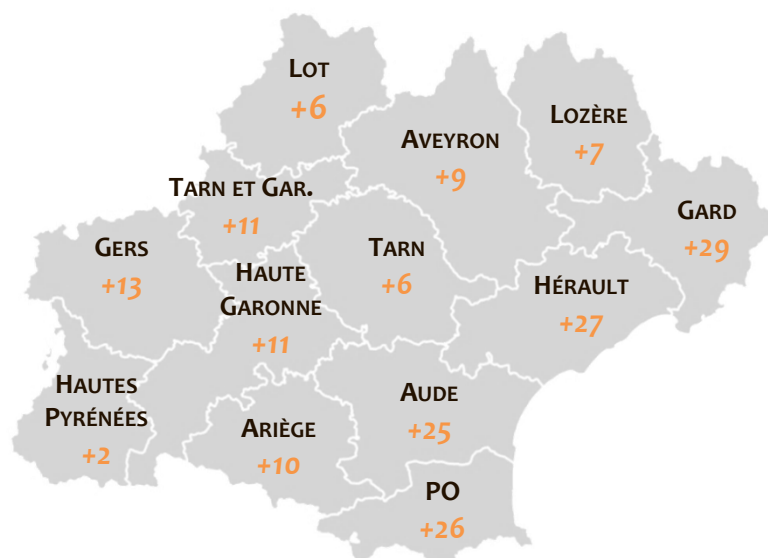 LOT
+6
LOZÈRE
+7
AVEYRON
+9
TARN ET GAR.
+11
GARD
+29
GERS
+13
HAUTE
GARONNE
+11
TARN
+6
HÉRAULT
+27
HAUTES
PYRÉNÉES
+2
ARIÈGE
+10
AUDE
+25
PO
+26